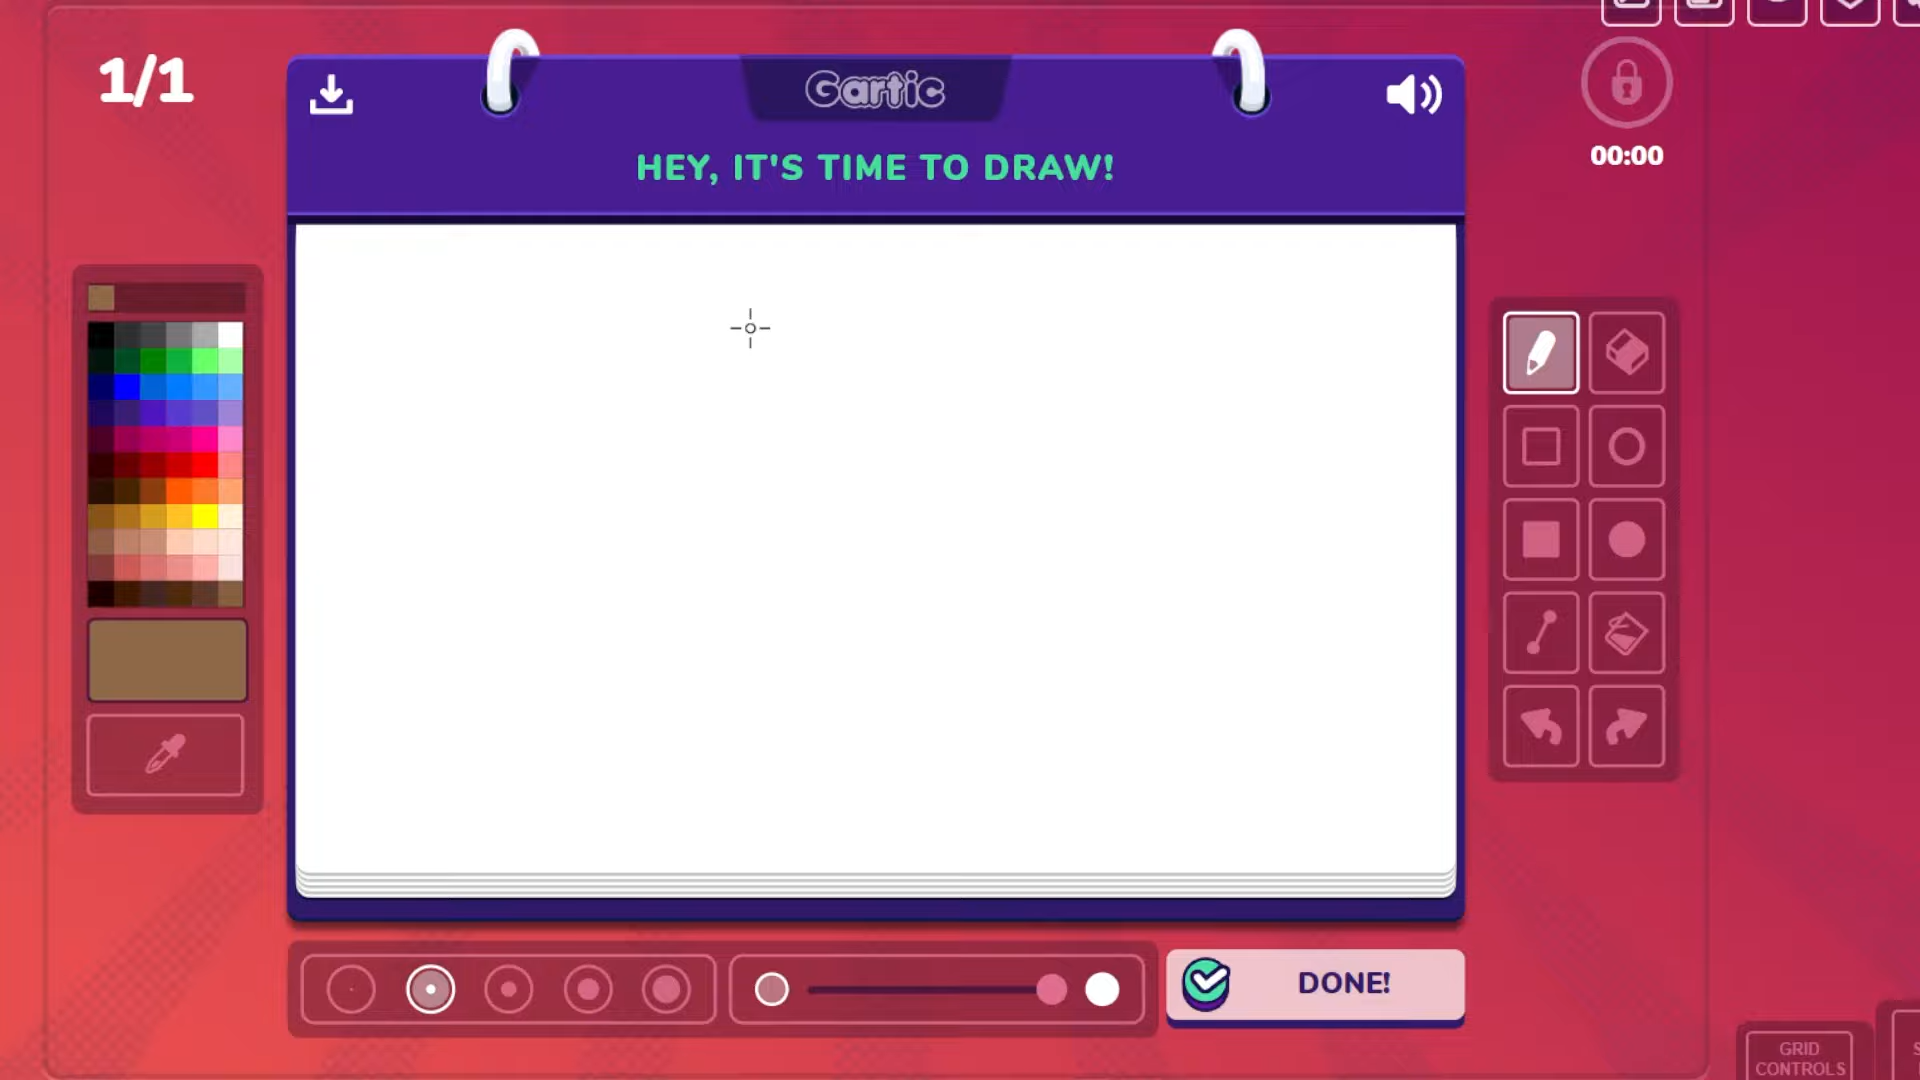 1/1
Gartic
HEY, IT'S TIME TO DRAW!
00:00
DONE!
GRID
CONTROLS